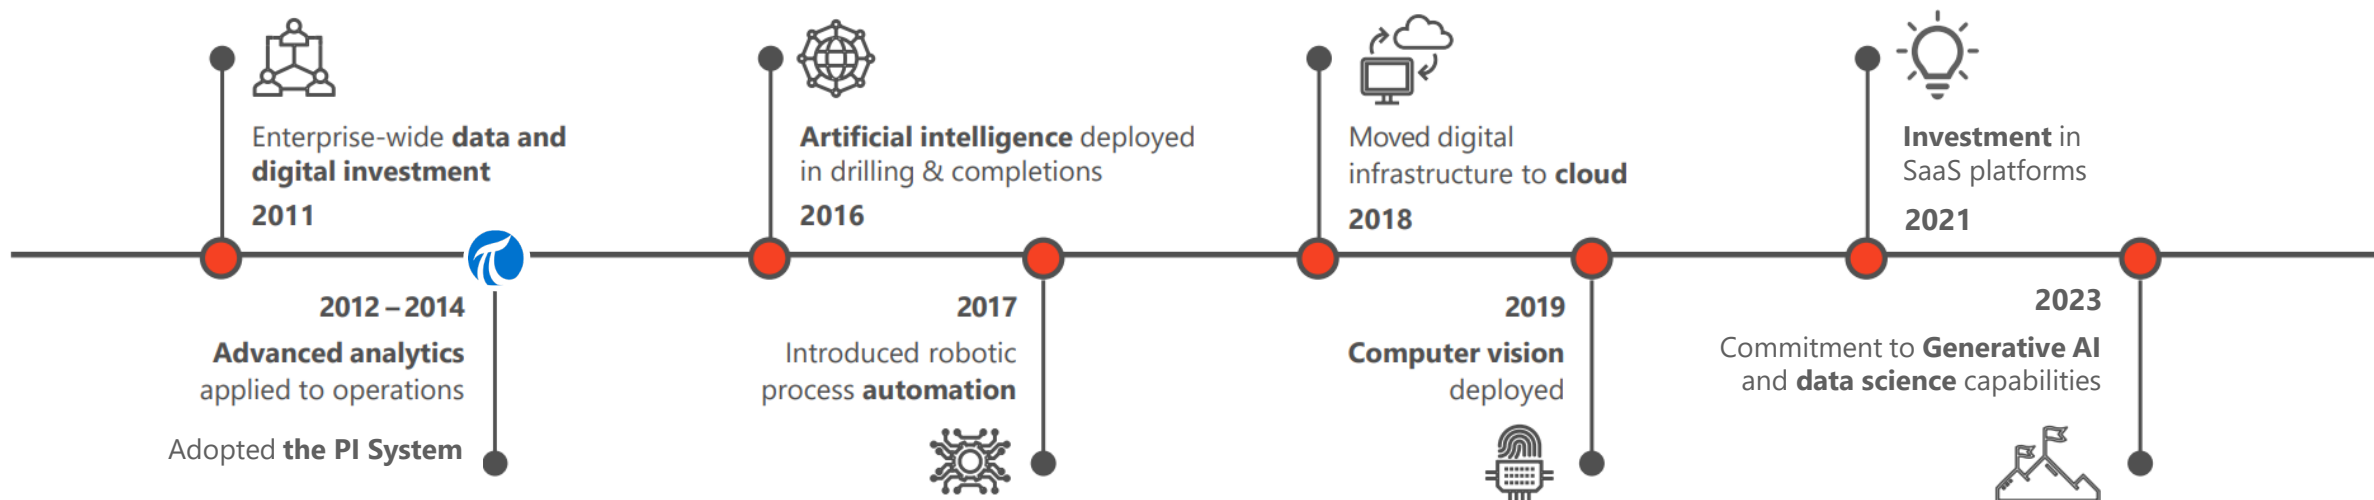 Enterprise-wide data and
digital investment
2011
2012 – 2014
Advanced analytics
applied to operations
Adopted the PI System
Artificial intelligence deployed
in drilling & completions
2016
2017
Introduced robotic
process automation
Moved digital
infrastructure to cloud
2018
2019
Computer vision
deployed
Investment in
SaaS platforms
2021
2023
Commitment to Generative AI
and data science capabilities